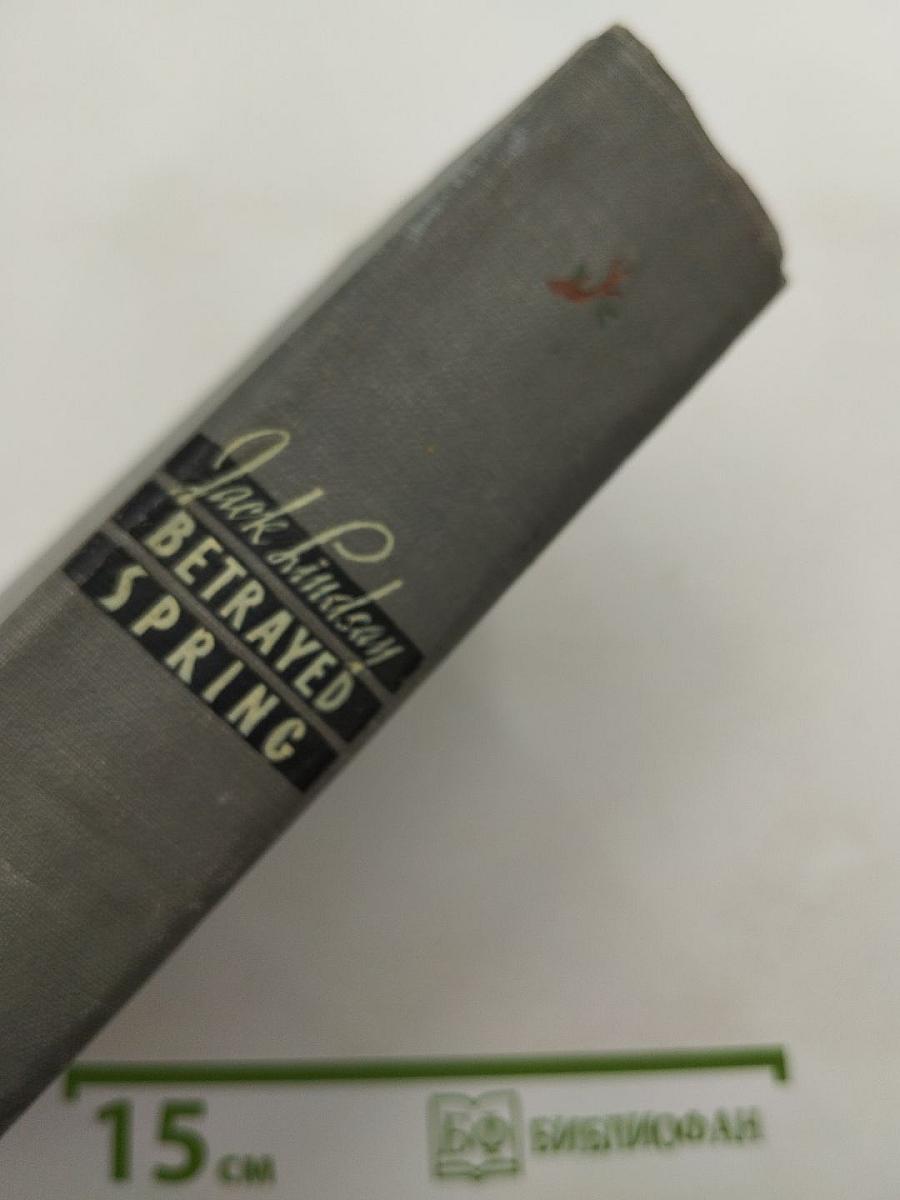 Jack Lindsay
BETRAYED
SPRING
15 см
БФ БИБЛИОФАН